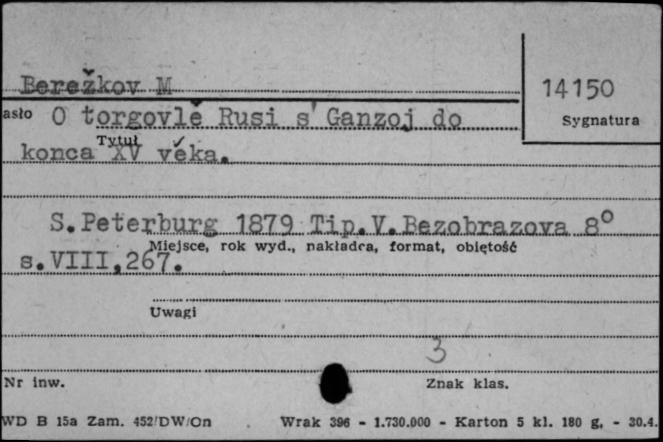 Berežkov M
14150
Sygnatura
asło O torgovlě Rusi s' Ganzoj do
Tytuł
konca XV věka.
S.Peterburg 1879 Tip.V.Bezobrazova 8°
Miejsce, rok wyd., nakładca, format, objętość
s.VIII,267.
Uwagi
3
Nr inw.
Znak klas.
WD B 15a Zam. 452/DW/On Wrak 396 - 1.730.000 - Karton 5 kl. 180 g. - 30.4.